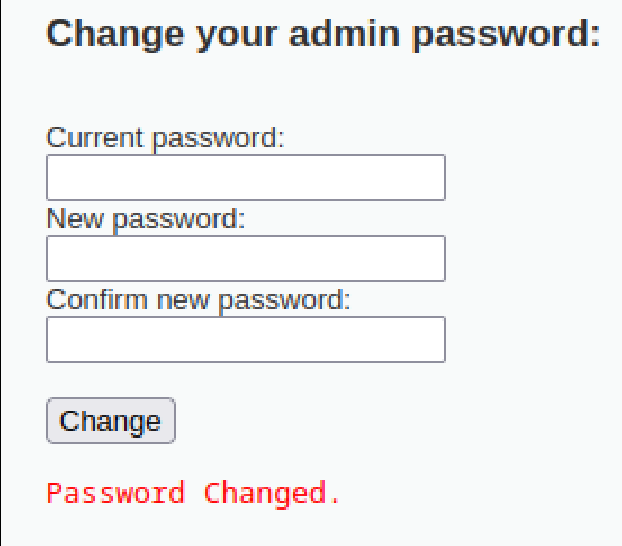 Change your admin password:
Current password:
New password:
Confirm new password:
Change
Password Changed.